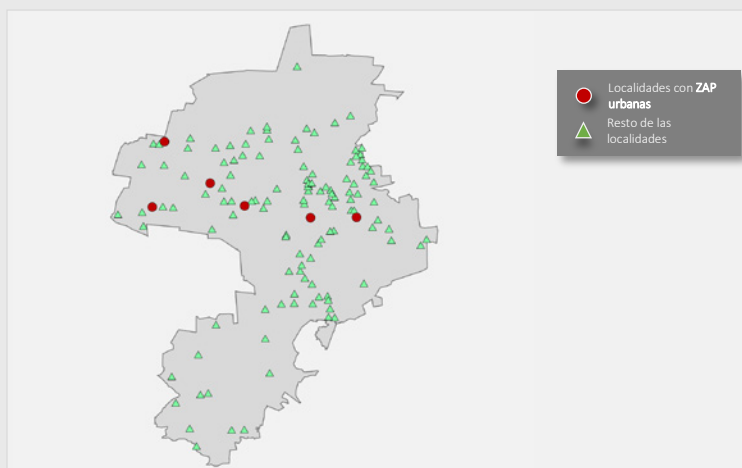 Localidades con ZAP
urbanas
Resto de las
localidades